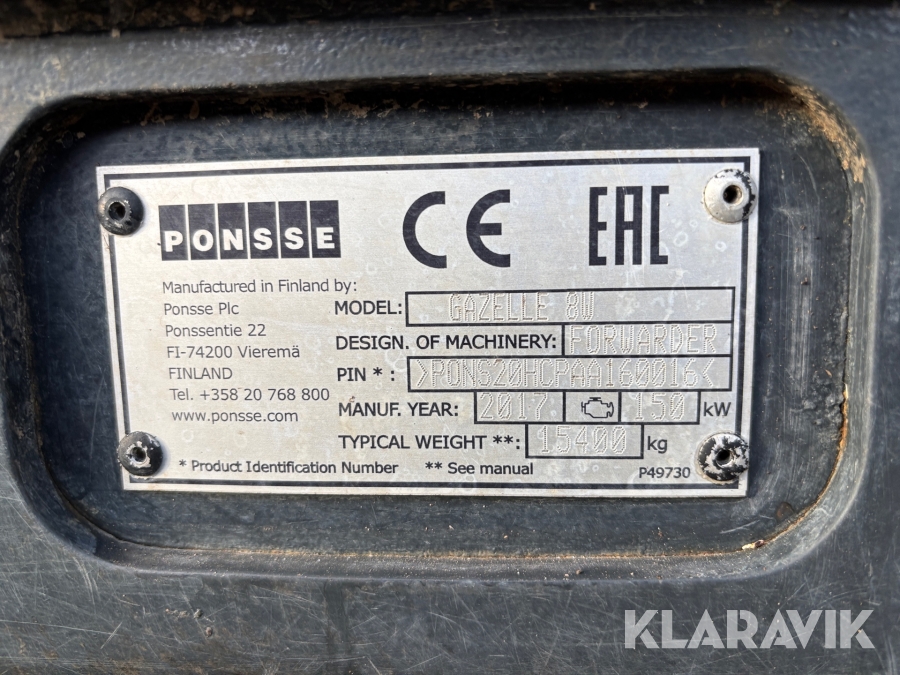 PONSSE CE EAC
Manufactured in Finland by:
Ponsse Plc
Ponssentie 22
FI-74200 Vieremä
FINLAND
Tel. +358 20 768 800
www.ponsse.com
MODEL: GAZELLE 8W
DESIGN. OF MACHINERY: FORWARDER
PIN * : >PONS20HCPAA160016<
MANUF. YEAR: 2017 150 kW
TYPICAL WEIGHT **: 15400 kg
* Product Identification Number ** See manual P49730
KLARAVIK